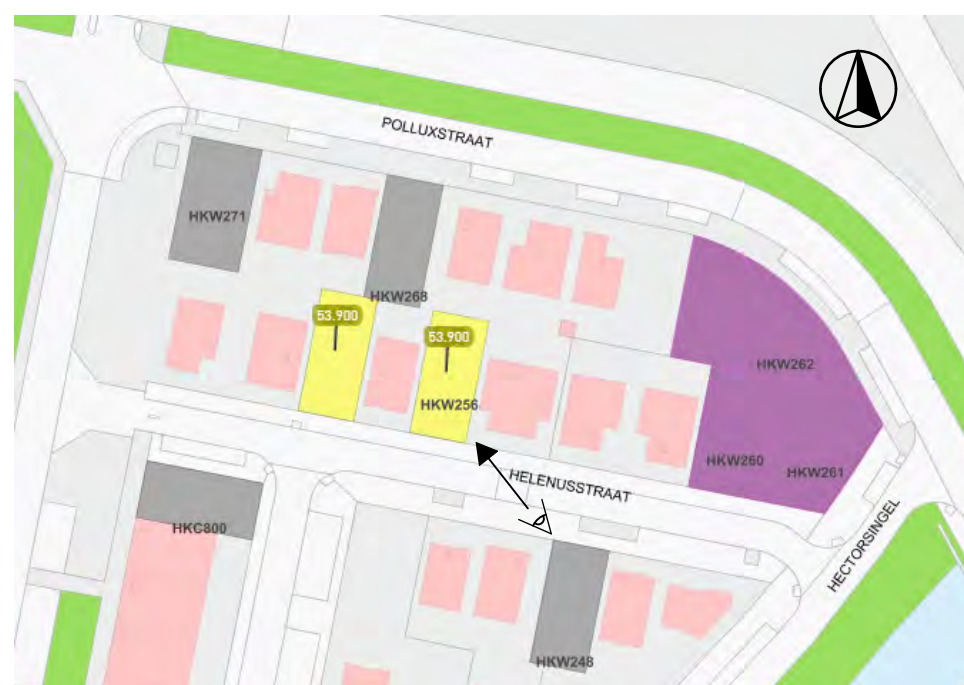 POLLUXSTRAAT
HKW271
HKW268
53.900
53.900
HKW262
HKW256
HKW260
HKW261
HELENUSSTRAAT
HKC800
HECTORSINGEL
HKW248